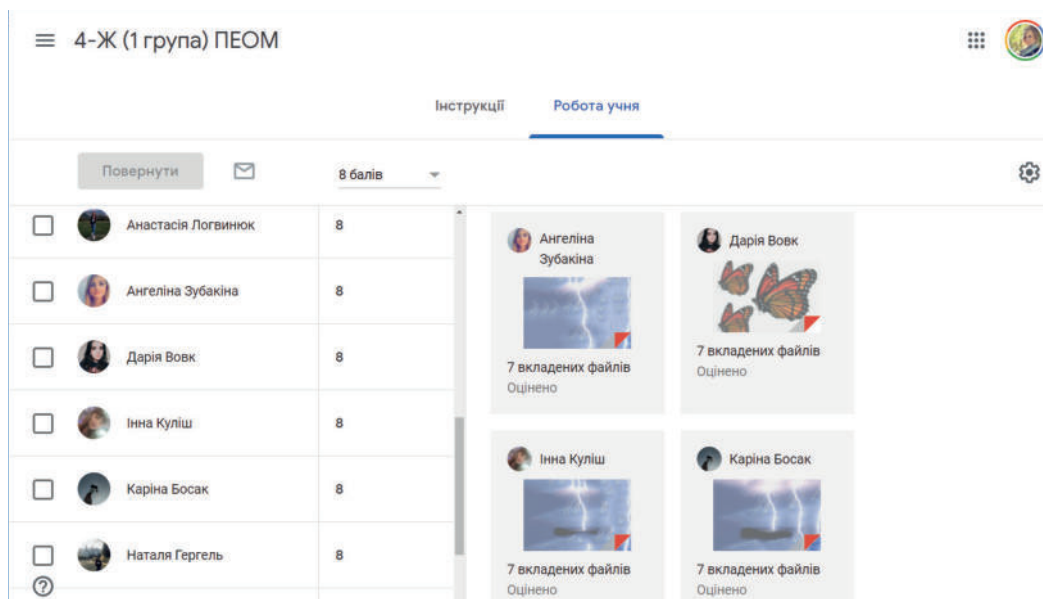 4-Ж (1 група) ПЕОМ
Інструкції
Робота учня
Повернути
8 балів
Анастасія Логвинюк 8
Ангеліна Зубакіна 8
Дарія Вовк 8
Інна Куліш 8
Каріна Босак 8
Наталя Гергель 8
Ангеліна
Зубакіна
7 вкладених файлів
Оцінено
Дарія Вовк
7 вкладених файлів
Оцінено
Інна Куліш
7 вкладених файлів
Оцінено
Каріна Босак
7 вкладених файлів
Оцінено